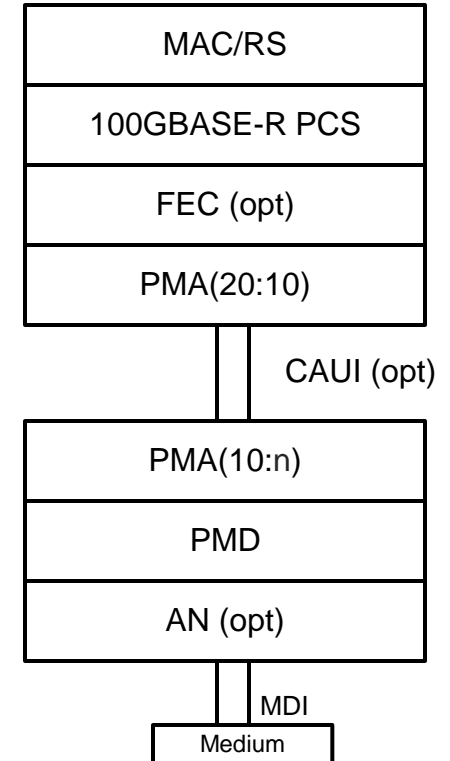 MAC/RS
100GBASE-R PCS
FEC (opt)
PMA(20:10)
CAUI (opt)
PMA(10:n)
PMD
AN (opt)
MDI
Medium